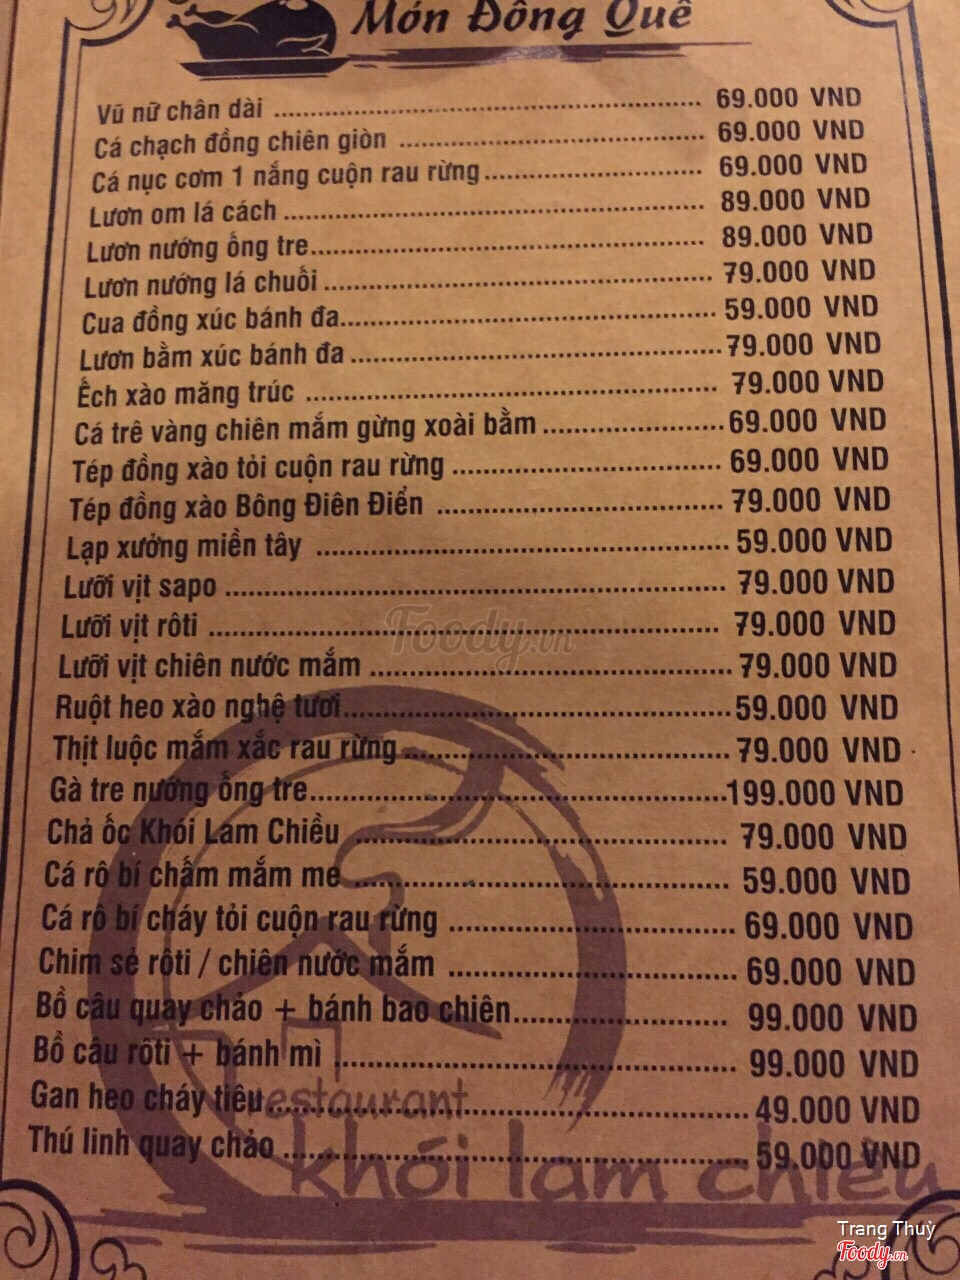 Món Đồng Quê
Vũ nữ chân dài ........ 69.000 VND
Cá chạch đồng chiên giòn ........ 69.000 VND
Cá nục cơm 1 nắng cuộn rau rừng ........ 69.000 VND
Lươn om lá cách ........ 89.000 VND
Lươn nướng ống tre ........ 89.000 VND
Lươn nướng lá chuối ........ 79.000 VND
Cua đồng xúc bánh đa ........ 59.000 VND
Lươn bằm xúc bánh đa ........ 79.000 VND
Ếch xào măng trúc ........ 79.000 VND
Cá trê vàng chiên mắm gừng xoài bằm ........ 69.000 VND
Tép đồng xào tỏi cuộn rau rừng ........ 69.000 VND
Tép đồng xào Bông Điên Điển ........ 79.000 VND
Lạp xưởng miền tây ........ 59.000 VND
Lưỡi vịt sapo ........ 79.000 VND
Lưỡi vịt rôti ........ 79.000 VND
Lưỡi vịt chiên nước mắm ........ 79.000 VND
Ruột heo xào nghệ tươi ........ 59.000 VND
Thịt luộc mắm xắc rau rừng ........ 79.000 VND
Gà tre nướng ống tre ........ 199.000 VND
Chả ốc Khói Lam Chiều ........ 79.000 VND
Cá rô bí chấm mắm me ........ 59.000 VND
Cá rô bí cháy tỏi cuộn rau rừng ........ 69.000 VND
Chim sẻ rôti / chiên nước mắm ........ 69.000 VND
Bồ câu quay chảo + bánh bao chiên ........ 99.000 VND
Bồ câu rôti + bánh mì ........ 99.000 VND
Gan heo cháy tiêu ........ 49.000 VND
Thú linh quay chảo ........ 59.000 VND
restaurant
khói lam chiều
Foody.vn
Trang Thuỳ
Foody.vn